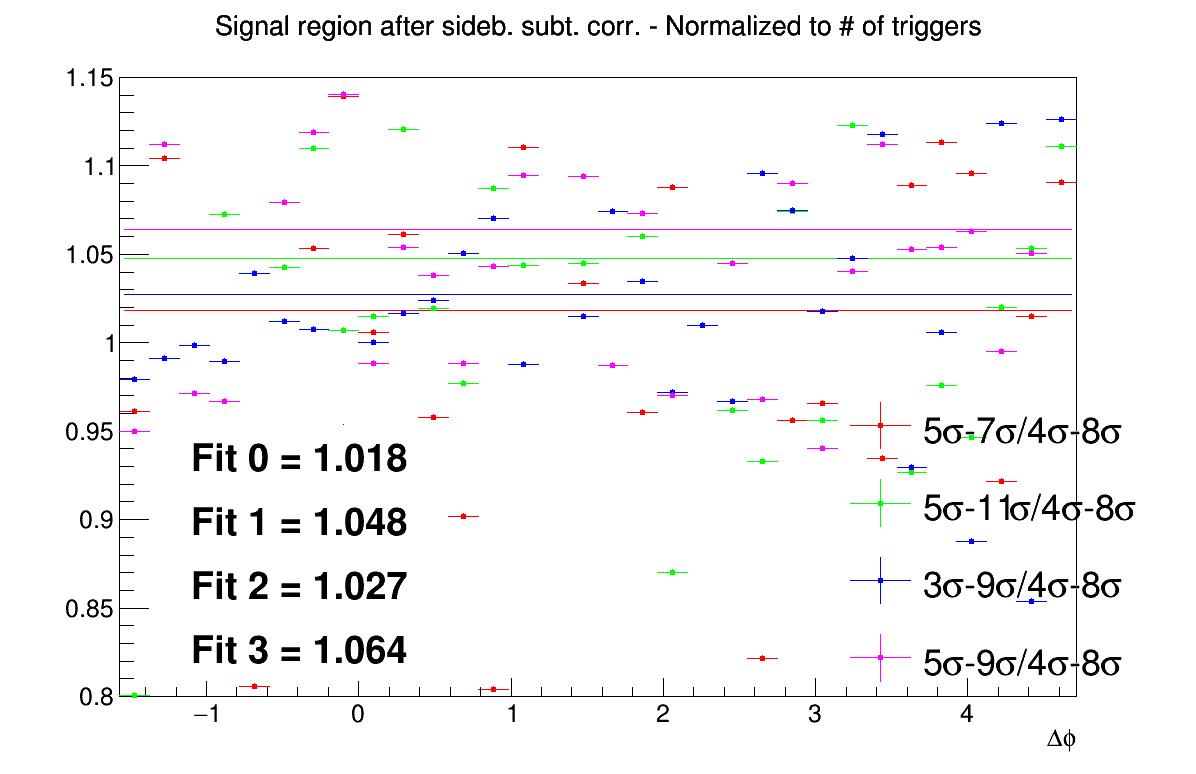 Signal region after sideb. subt. corr. - Normalized to # of triggers
1.15
1.1
1.05
1
0.95
0.9
0.85
0.8
Fit 0 = 1.018
Fit 1 = 1.048
Fit 2 = 1.027
Fit 3 = 1.064
5σ-7σ/4σ-8σ
5σ-11σ/4σ-8σ
3σ-9σ/4σ-8σ
5σ-9σ/4σ-8σ
−1 0 1 2 3 4
Δϕ